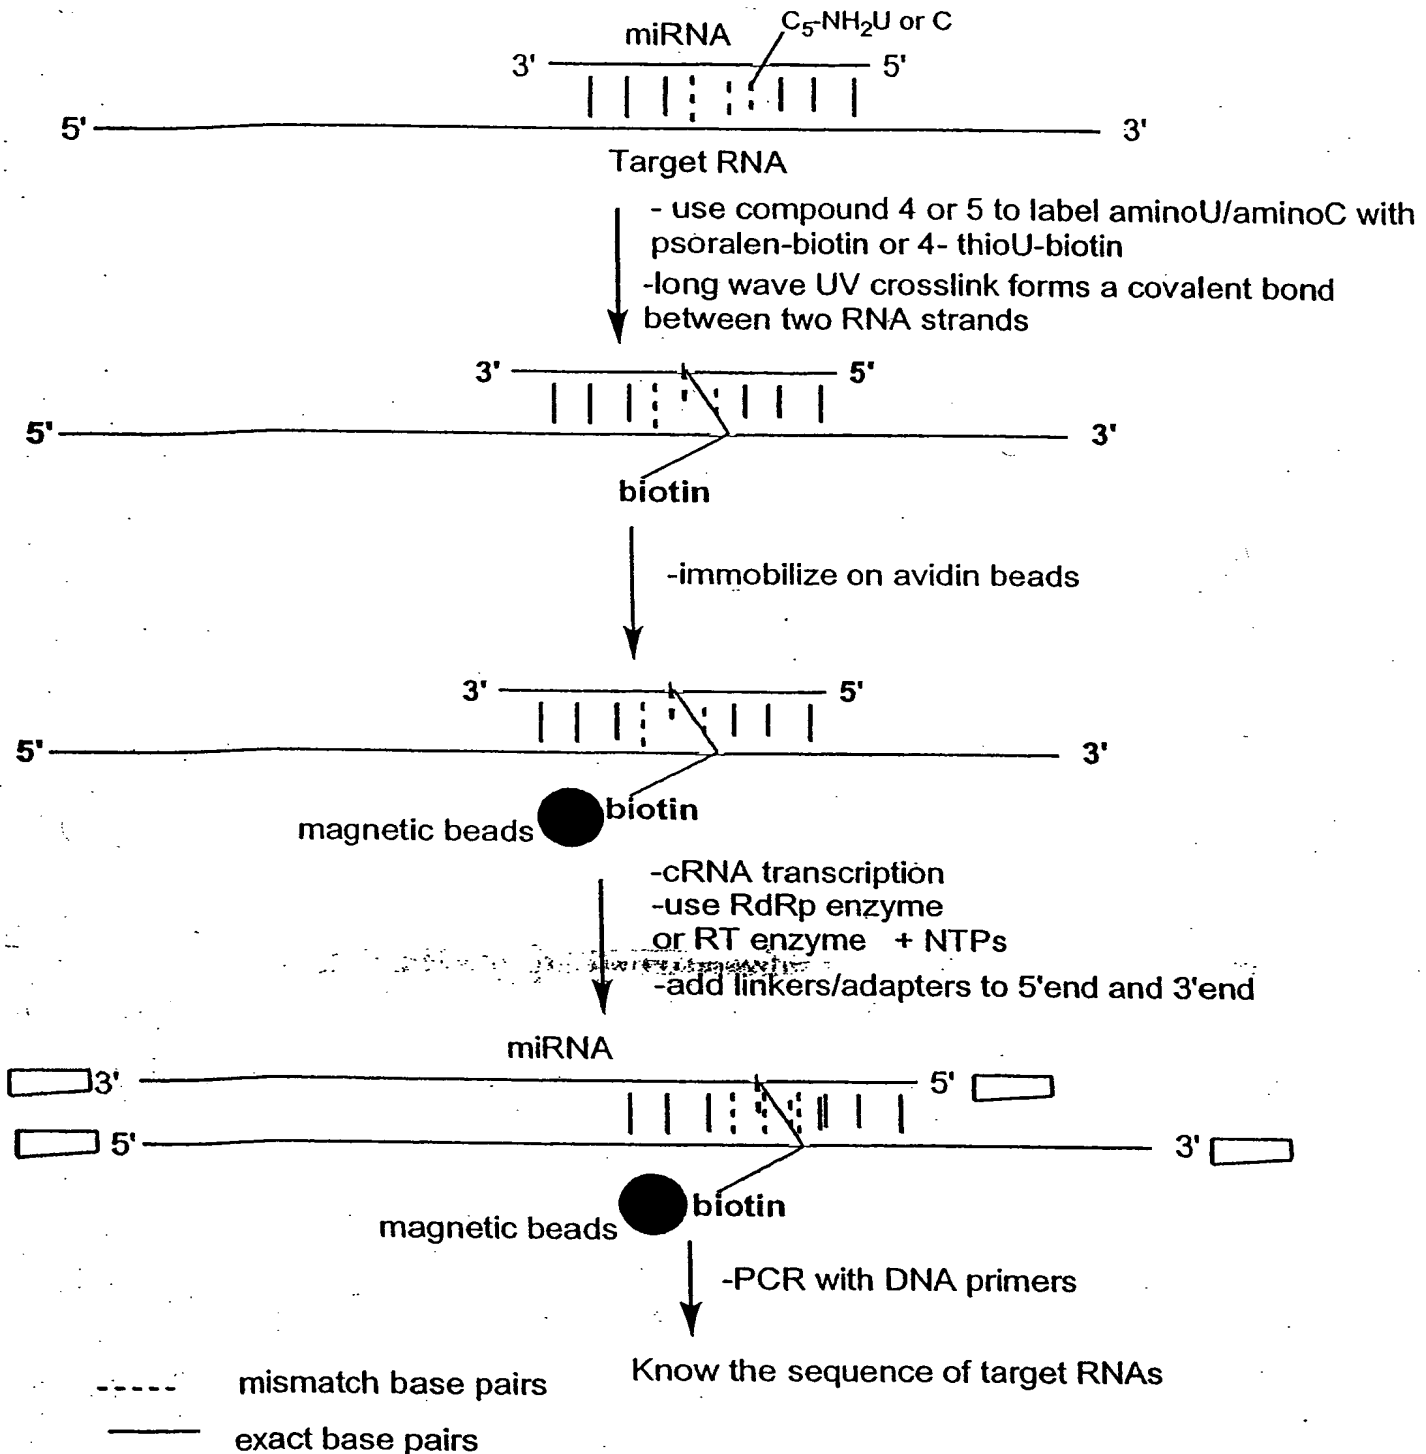 C5-NH2U or C
miRNA
3' 5'
5' 3'
Target RNA
- use compound 4 or 5 to label aminoU/aminoC with
psoralen-biotin or 4- thioU-biotin
-long wave UV crosslink forms a covalent bond
between two RNA strands
3' 5'
5' 3'
biotin
-immobilize on avidin beads
3' 5'
5' 3'
biotin
magnetic beads
-cRNA transcription
-use RdRp enzyme
or RT enzyme + NTPs
-add linkers/adapters to 5'end and 3'end
miRNA
3' 5'
5' 3'
biotin
magnetic beads
-PCR with DNA primers
Know the sequence of target RNAs
mismatch base pairs
exact base pairs